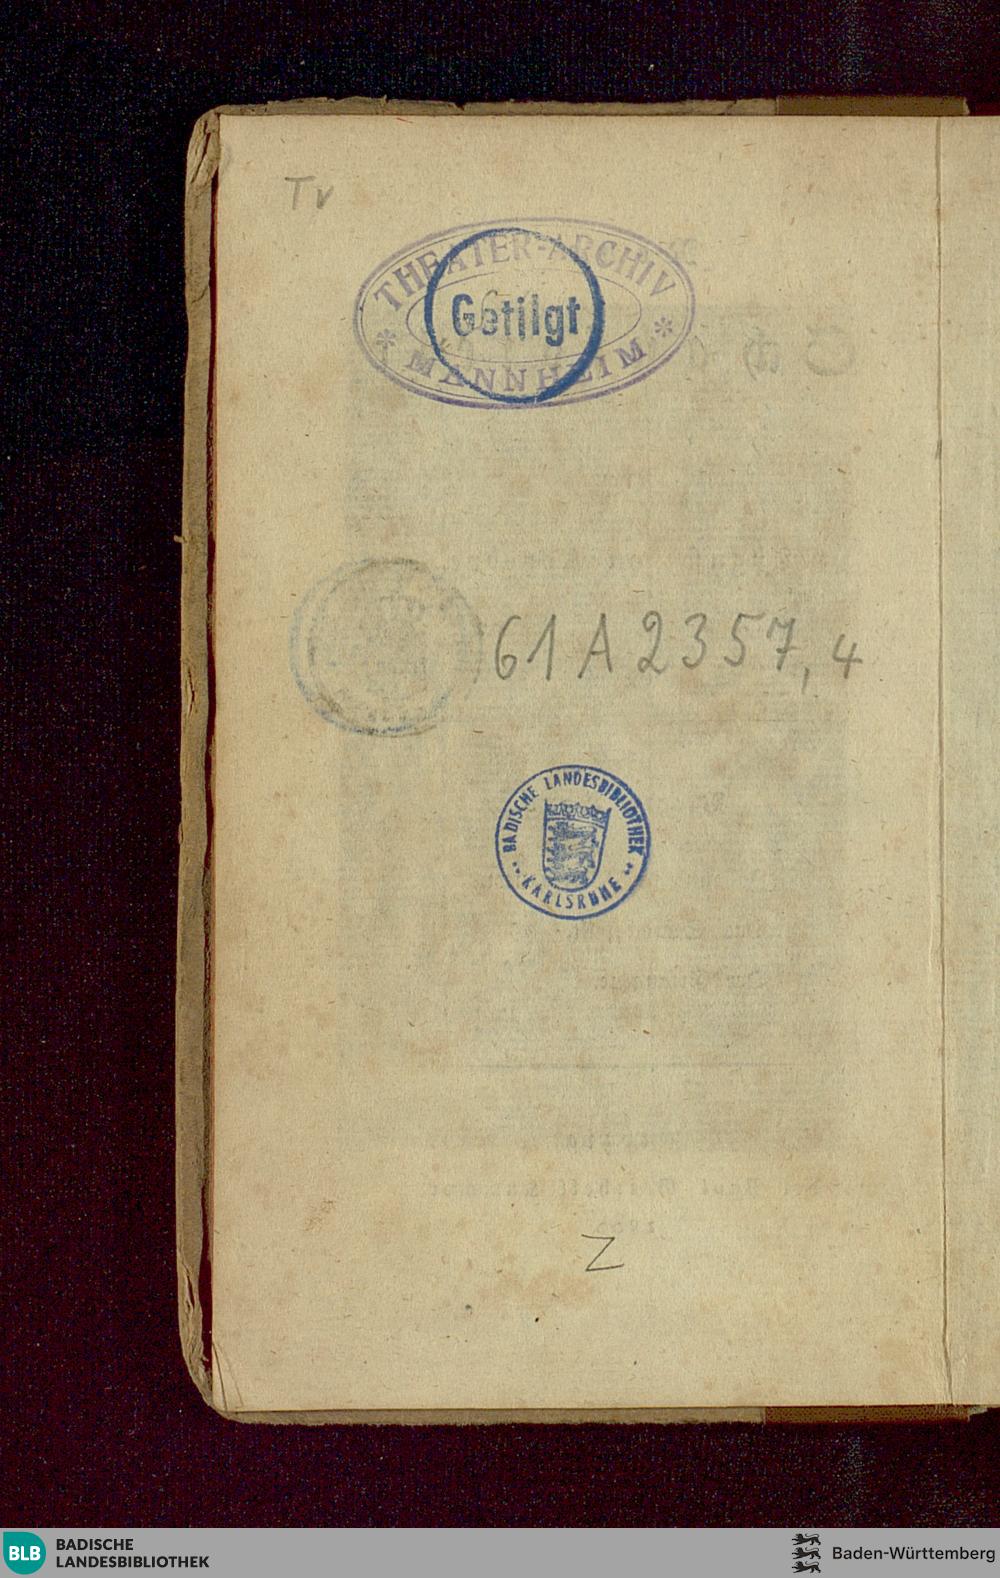 Tv
THEATER-ARCHIV
Getilgt
* MANNHEIM *
61 A 2357, 4
BADISCHE LANDESBIBLIOTHEK
KARLSRUHE
Z
BLB BADISCHE
LANDESBIBLIOTHEK
Baden-Württemberg